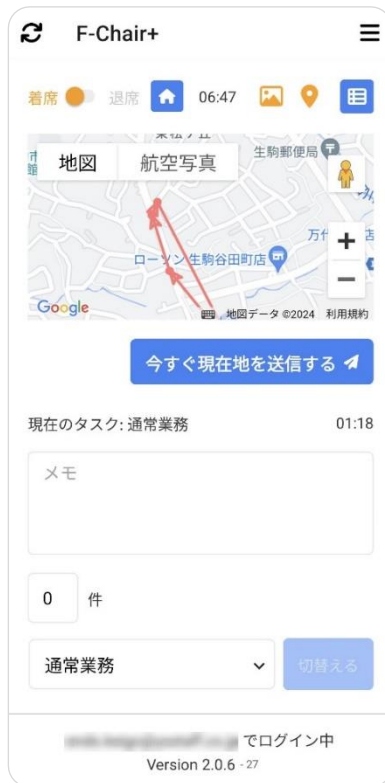 F-Chair+
着席 退席 06:47
東松ヶ丘
生駒郵便局
地図 航空写真
ローソン生駒谷田町店
Google
地図データ ©2024 利用規約
今すぐ現在地を送信する
現在のタスク: 通常業務 01:18
メモ
0 件
通常業務 切替える
でログイン中
Version 2.0.6 - 27